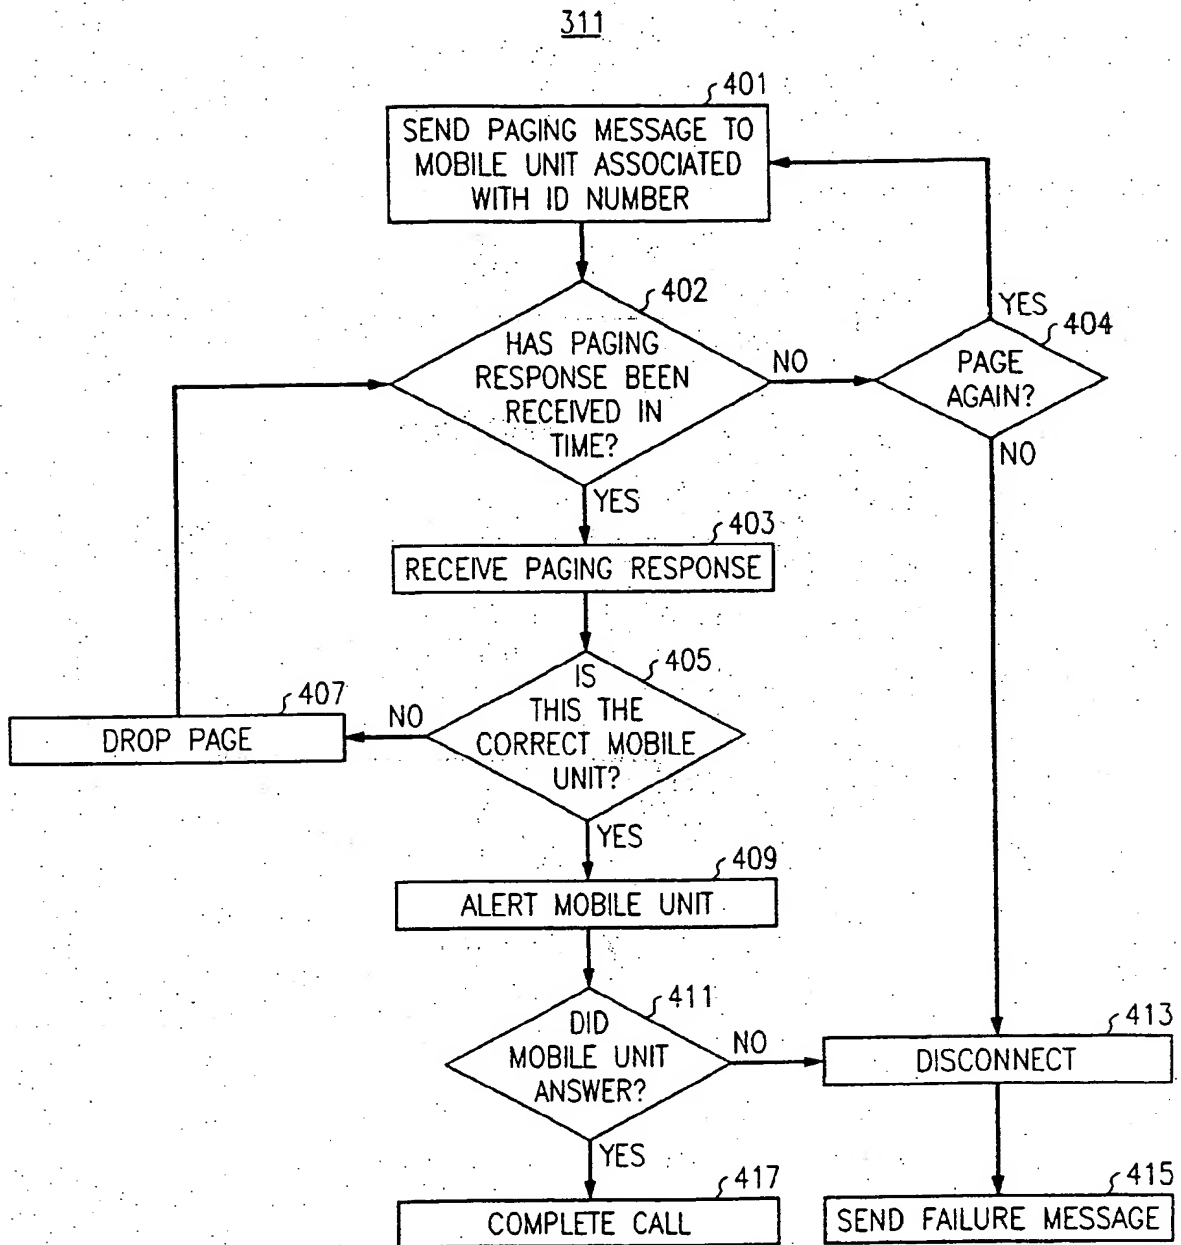 311
401
SEND PAGING MESSAGE TO
MOBILE UNIT ASSOCIATED
WITH ID NUMBER
402
HAS PAGING
RESPONSE BEEN
RECEIVED IN
TIME?
NO
YES
404
PAGE
AGAIN?
NO
YES
403
RECEIVE PAGING RESPONSE
405
IS
THIS THE
CORRECT MOBILE
UNIT?
NO
407
DROP PAGE
YES
409
ALERT MOBILE UNIT
411
DID
MOBILE UNIT
ANSWER?
NO
413
DISCONNECT
YES
417
COMPLETE CALL
415
SEND FAILURE MESSAGE